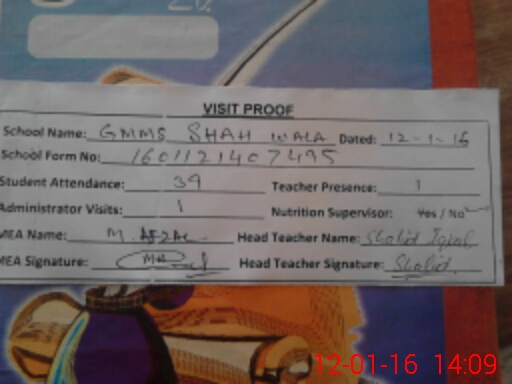 VISIT PROOF
School Name: GMMS SHAH WALA Dated: 12-1-16
School Form No: 1601121407495
Student Attendance: 39 Teacher Presence: 1
Administrator Visits: 1 Nutrition Supervisor: Yes / No
MEA Name: M. AFZAL Head Teacher Name: Shalid Iqbal
MEA Signature: Head Teacher Signature: Shalid
12-01-16 14:09